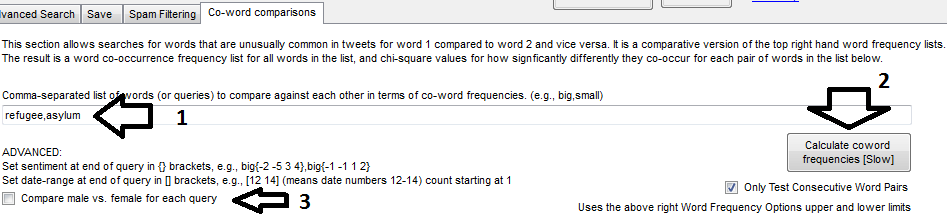 dvanced Search Save Spam Filtering Co-word comparisons
This section allows searches for words that are unusually common in tweets for word 1 compared to word 2 and vice versa. It is a comparative version of the top right hand word frequency lists.
The result is a word co-occurrence frequency list for all words in the list, and chi-square values for how signficantly differently they co-occur for each pair of words in the list below.
2
Comma-separated list of words (or queries) to compare against each other in terms of co-word frequencies. (e.g., big,small)
refugee,asylum
1
Calculate coword
frequencies [Slow]
ADVANCED:
Set sentiment at end of query in {} brackets, e.g., big{-2 -5 3 4},big{-1 -1 1 2}
Set date-range at end of query in [] brackets, e.g., [12 14] (means date numbers 12-14) count starting at 1
Only Test Consecutive Word Pairs
Compare male vs. female for each query
3
Uses the above right Word Frequency Options upper and lower limits